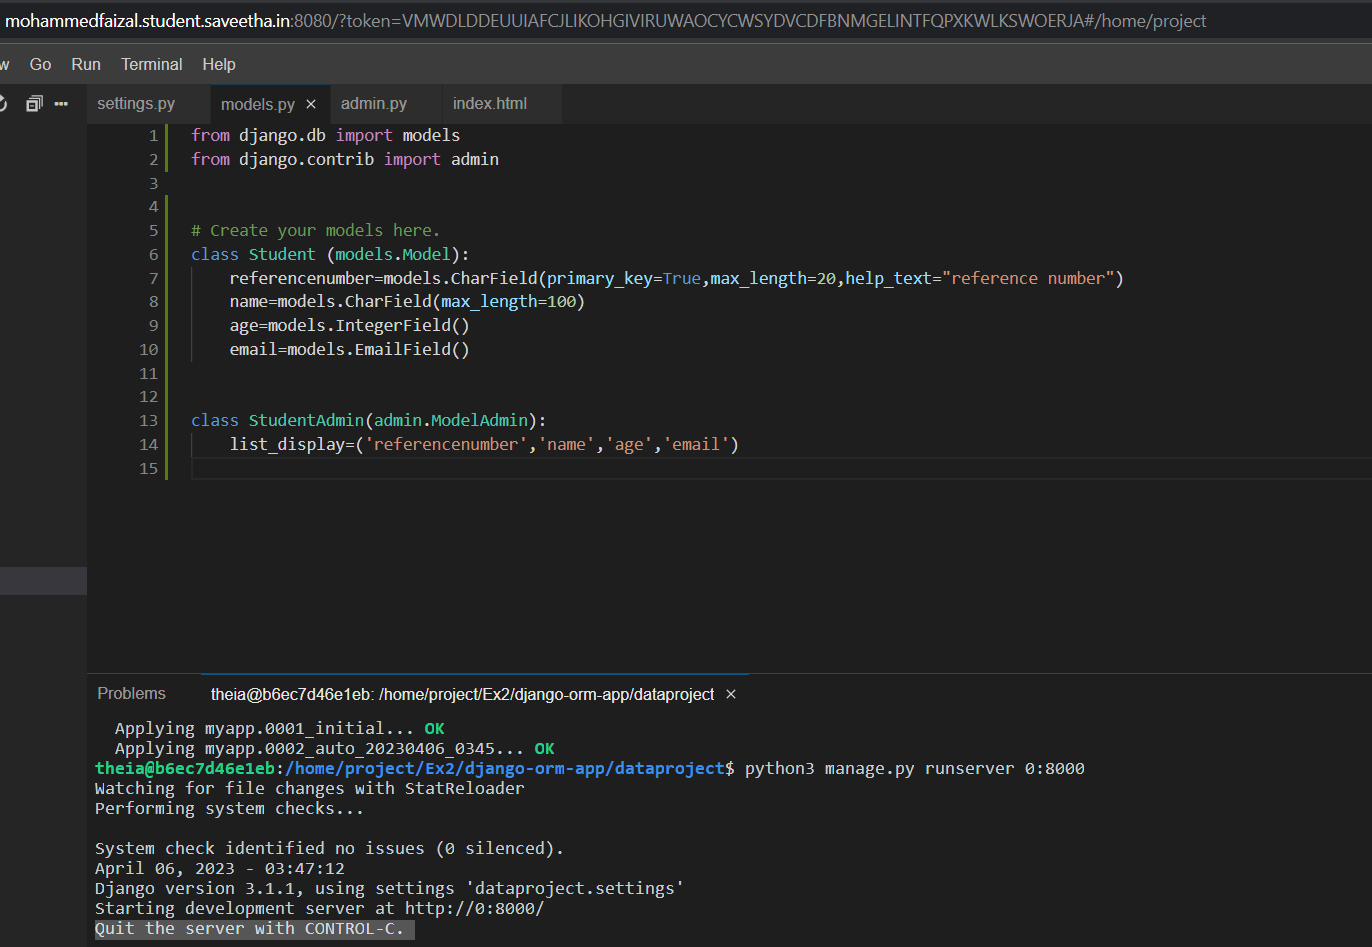 mohammedfaizal.student.saveetha.in:8080/?token=VMWDLDDEUUIAFCJLIKOHGIVIRUWAOCYCWSYDVCDFBNMGELINTFQPXKWLKSWOERJA#/home/project
w Go Run Terminal Help
settings.py models.py × admin.py index.html
1 from django.db import models
2 from django.contrib import admin
3
4
5 # Create your models here.
6 class Student (models.Model):
7 referencenumber=models.CharField(primary_key=True,max_length=20,help_text="reference number")
8 name=models.CharField(max_length=100)
9 age=models.IntegerField()
10 email=models.EmailField()
11
12
13 class StudentAdmin(admin.ModelAdmin):
14 list_display=('referencenumber','name','age','email')
15
Problems theia@b6ec7d46e1eb: /home/project/Ex2/django-orm-app/dataproject ×
Applying myapp.0001_initial... OK
Applying myapp.0002_auto_20230406_0345... OK
theia@b6ec7d46e1eb:/home/project/Ex2/django-orm-app/dataproject$ python3 manage.py runserver 0:8000
Watching for file changes with StatReloader
Performing system checks...
System check identified no issues (0 silenced).
April 06, 2023 - 03:47:12
Django version 3.1.1, using settings 'dataproject.settings'
Starting development server at http://0:8000/
Quit the server with CONTROL-C.